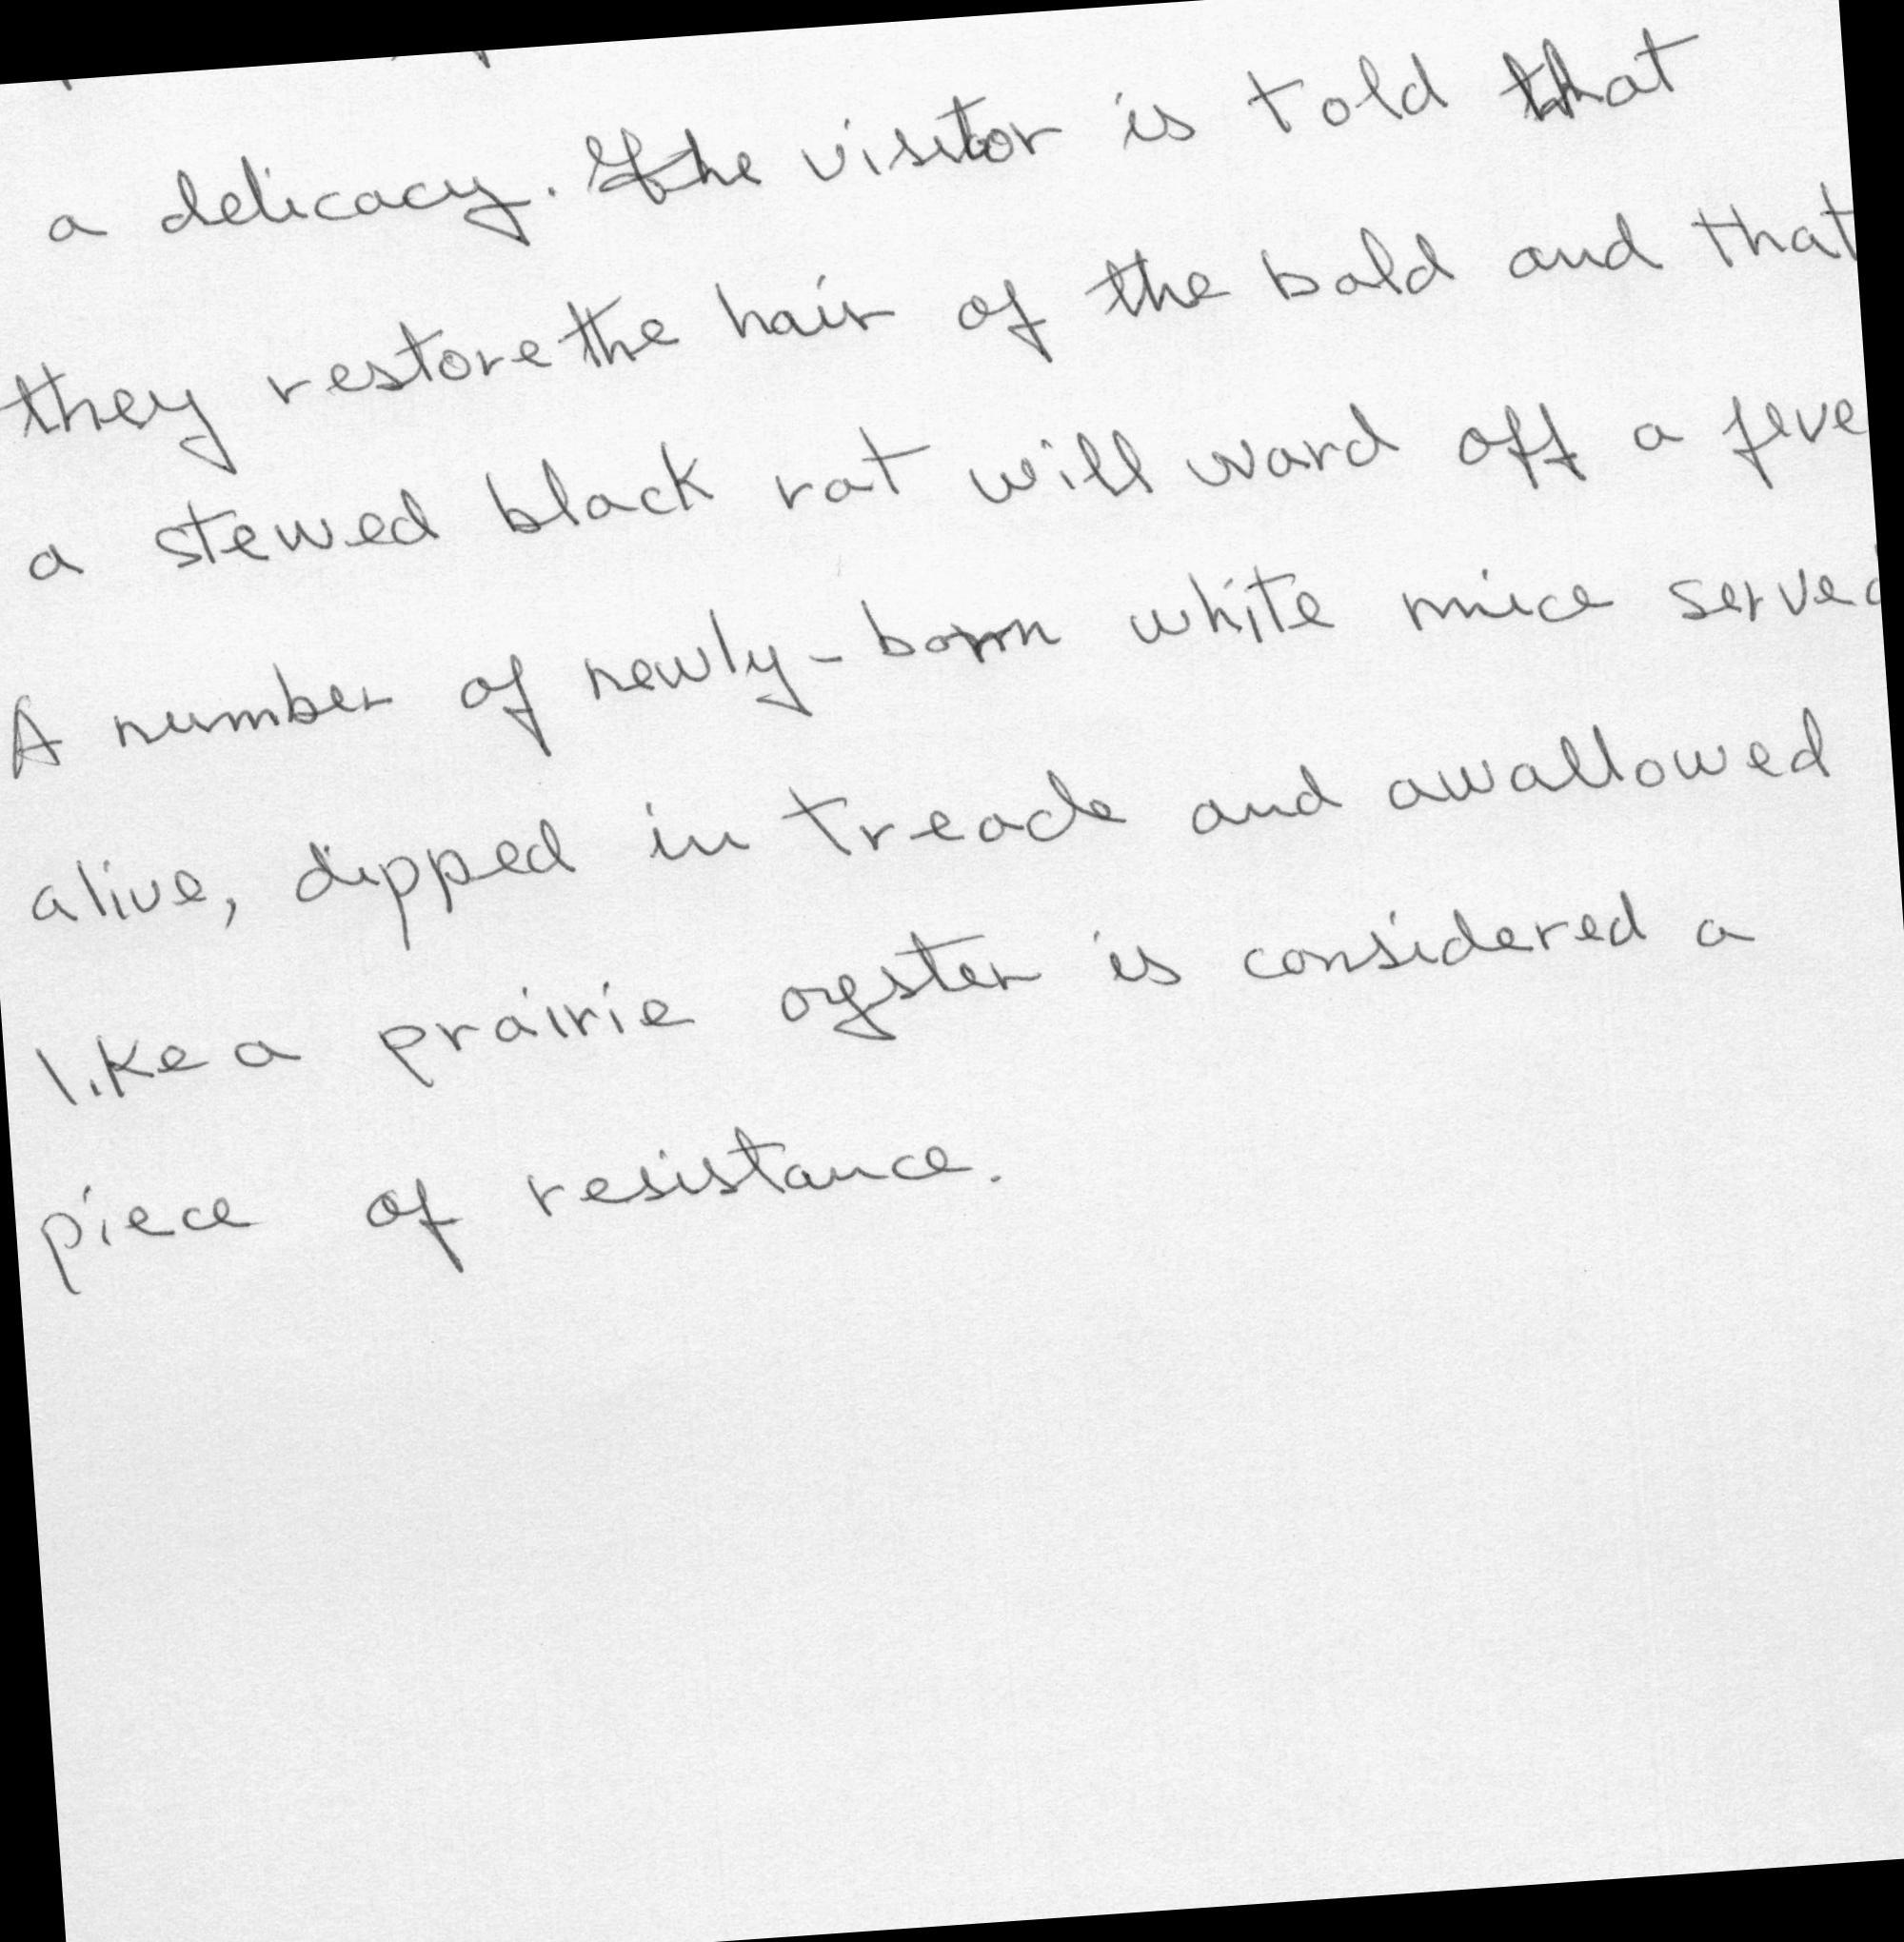 a delicacy. The visitor is told that
they restore the hair of the bald and that
a stewed black rat will ward off a feve
A number of newly-born white mice served
alive, dipped in treacle and awallowed
like a prairie oyster is considered a
piece of resistance.